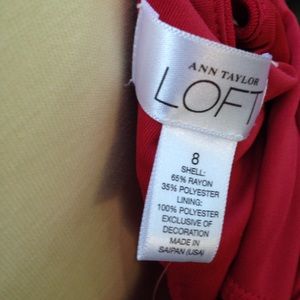 ANN TAYLOR
LOFT
8
SHELL:
65% RAYON
35% POLYESTER
LINING:
100% POLYESTER
EXCLUSIVE OF
DECORATION
MADE IN
SAIPAN (USA)